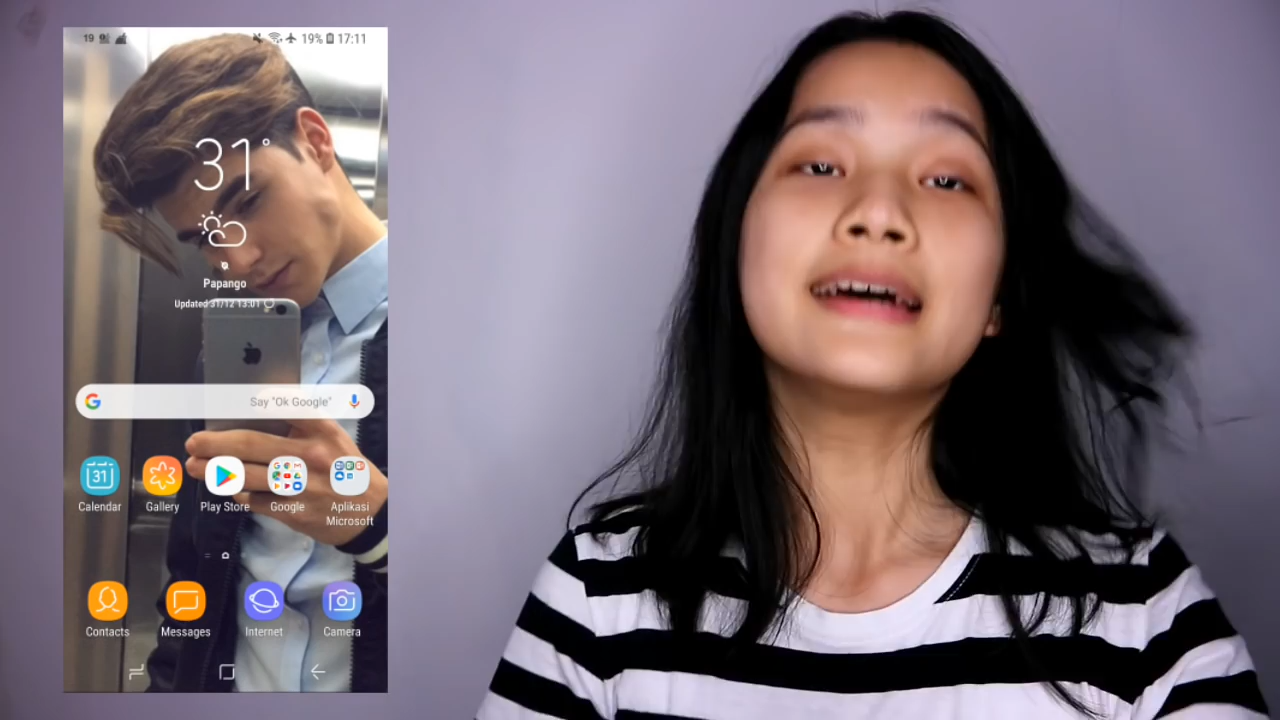 19 19% 17:11
31°
Papango
Updated 31/12 13:01
Say "Ok Google"
31
Calendar Gallery Play Store Google Aplikasi
Microsoft
Contacts Messages Internet Camera